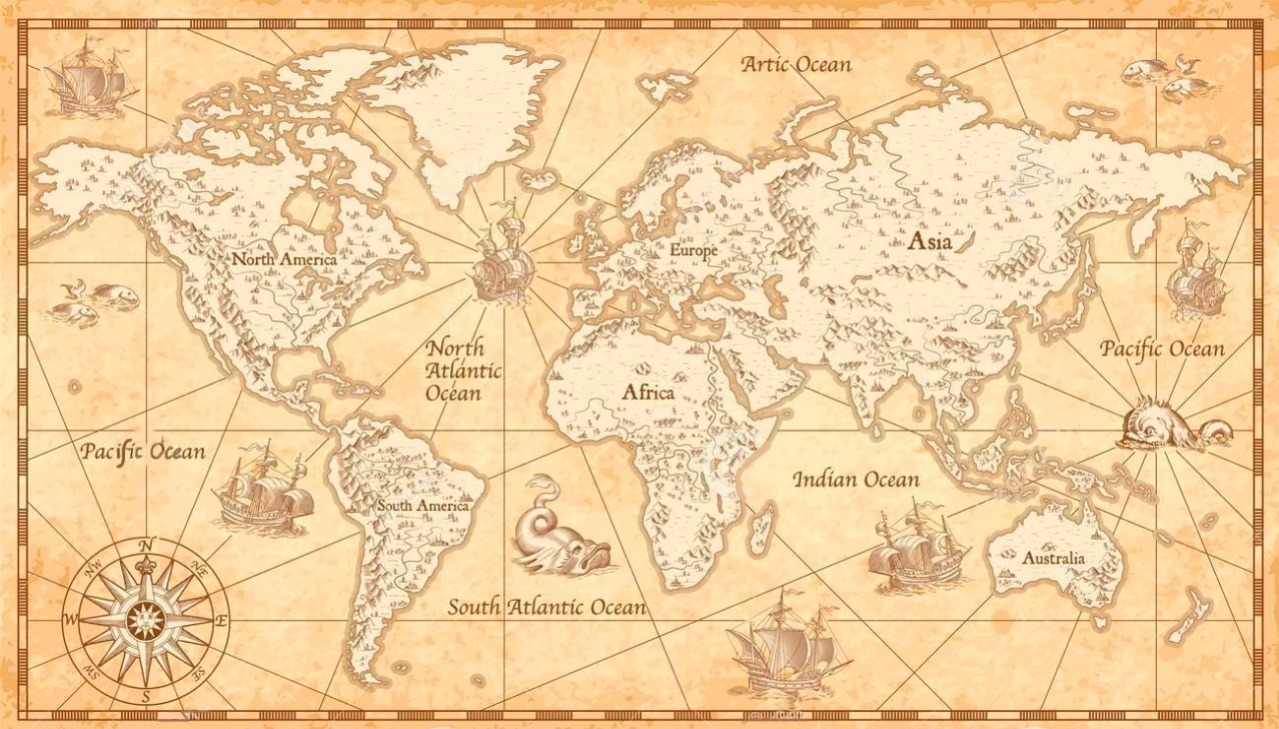 Artic Ocean
North America
Europe
Asia
North
Atlantic
Ocean
Pacific Ocean
Africa
Pacific Ocean
Indian Ocean
South America
Australia
South Atlantic Ocean
N
NW
NE
W
E
SW
SE
S